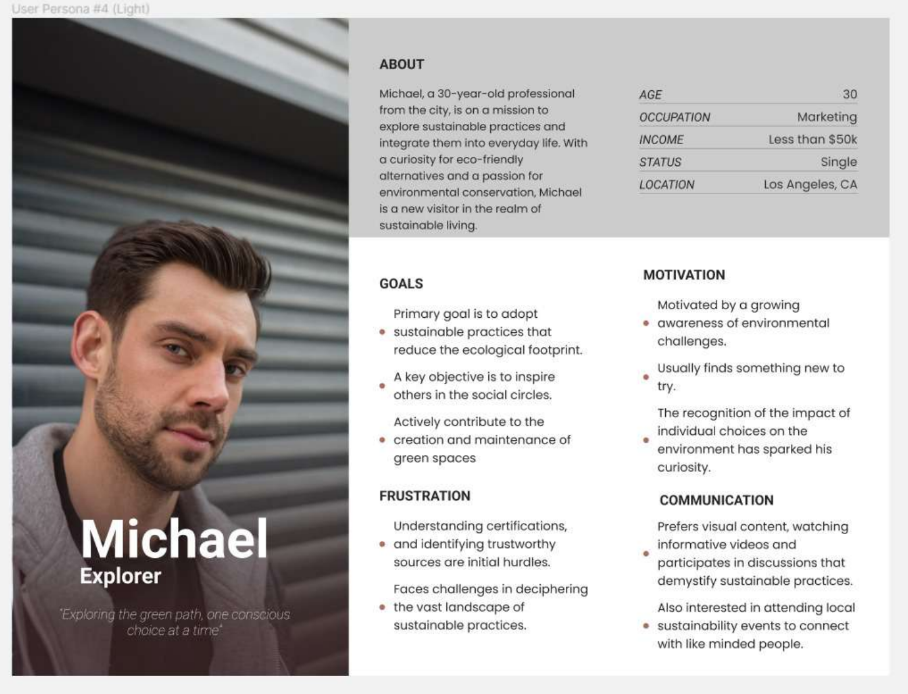 User Persona #4 (Light)
Michael
Explorer
"Exploring the green path, one conscious
choice at a time"
ABOUT
Michael, a 30-year-old professional
from the city, is on a mission to
explore sustainable practices and
integrate them into everyday life. With
a curiosity for eco-friendly
alternatives and a passion for
environmental conservation, Michael
is a new visitor in the realm of
sustainable living.
AGE 30
OCCUPATION Marketing
INCOME Less than $50k
STATUS Single
LOCATION Los Angeles, CA
GOALS
Primary goal is to adopt
sustainable practices that
reduce the ecological footprint.
A key objective is to inspire
others in the social circles.
Actively contribute to the
creation and maintenance of
green spaces
FRUSTRATION
Understanding certifications,
and identifying trustworthy
sources are initial hurdles.
Faces challenges in deciphering
the vast landscape of
sustainable practices.
MOTIVATION
Motivated by a growing
awareness of environmental
challenges.
Usually finds something new to
try.
The recognition of the impact of
individual choices on the
environment has sparked his
curiosity.
COMMUNICATION
Prefers visual content, watching
informative videos and
participates in discussions that
demystify sustainable practices.
Also interested in attending local
sustainability events to connect
with like minded people.